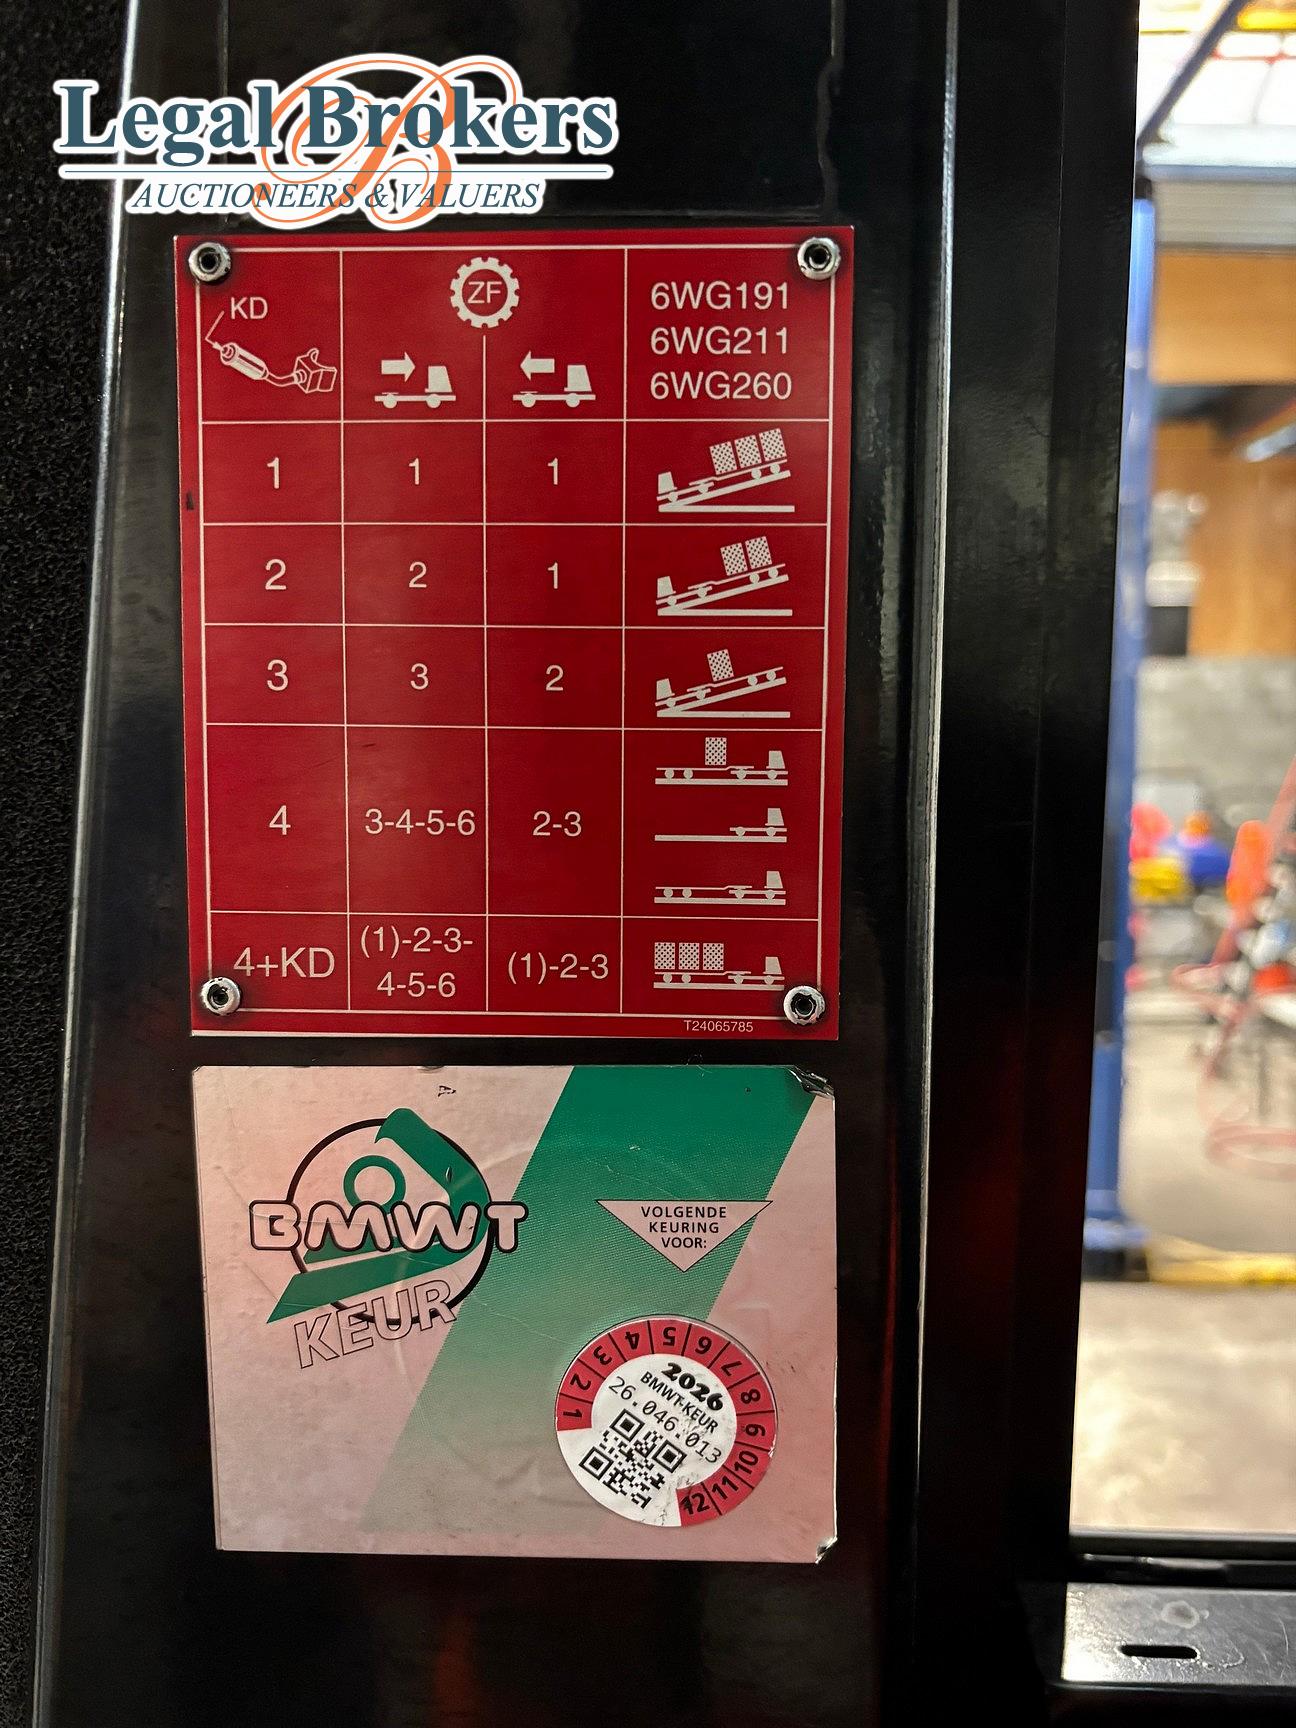 Legal Brokers
AUCTIONEERS & VALUERS
KD
ZF
6WG191
6WG211
6WG260
1 1 1
2 2 1
3 3 2
4 3-4-5-6 2-3
4+KD (1)-2-3-4-5-6 (1)-2-3
T24065785
BMWT
KEUR
VOLGENDE
KEURING
VOOR:
1 2 3 4 5 6 7 8 9 10 11 12
2026
BMWT-KEUR
26.046.013